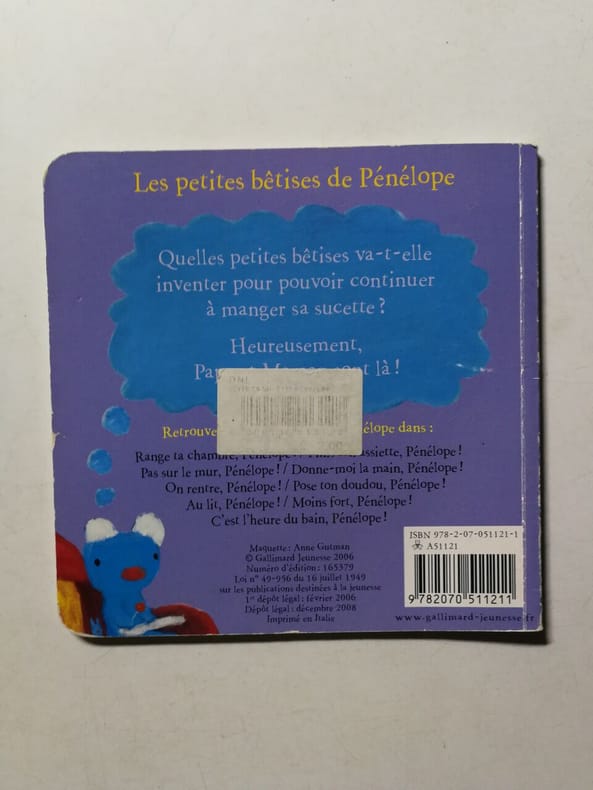 Les petites bêtises de Pénélope
Quelles petites bêtises va-t-elle
inventer pour pouvoir continuer
à manger sa sucette ?
Heureusement,
là !
Retrouve dans :
Range ta chambre, Pénélope !
Pas sur le mur, Pénélope ! / Donne-moi la main, Pénélope !
On rentre, Pénélope ! / Pose ton doudou, Pénélope !
Au lit, Pénélope ! / Moins fort, Pénélope !
C'est l'heure du bain, Pénélope !
Maquette : Anne Gutman
© Gallimard Jeunesse 2006
Numéro d'édition : 165379
Loi n° 49-956 du 16 juillet 1949
sur les publications destinées à la jeunesse
1er dépôt légal : février 2006
Dépôt légal : décembre 2008
Imprimé en Italie
ISBN 978-2-07-051121-1
A51121
9 782070 511211
www.gallimard-jeunesse.fr